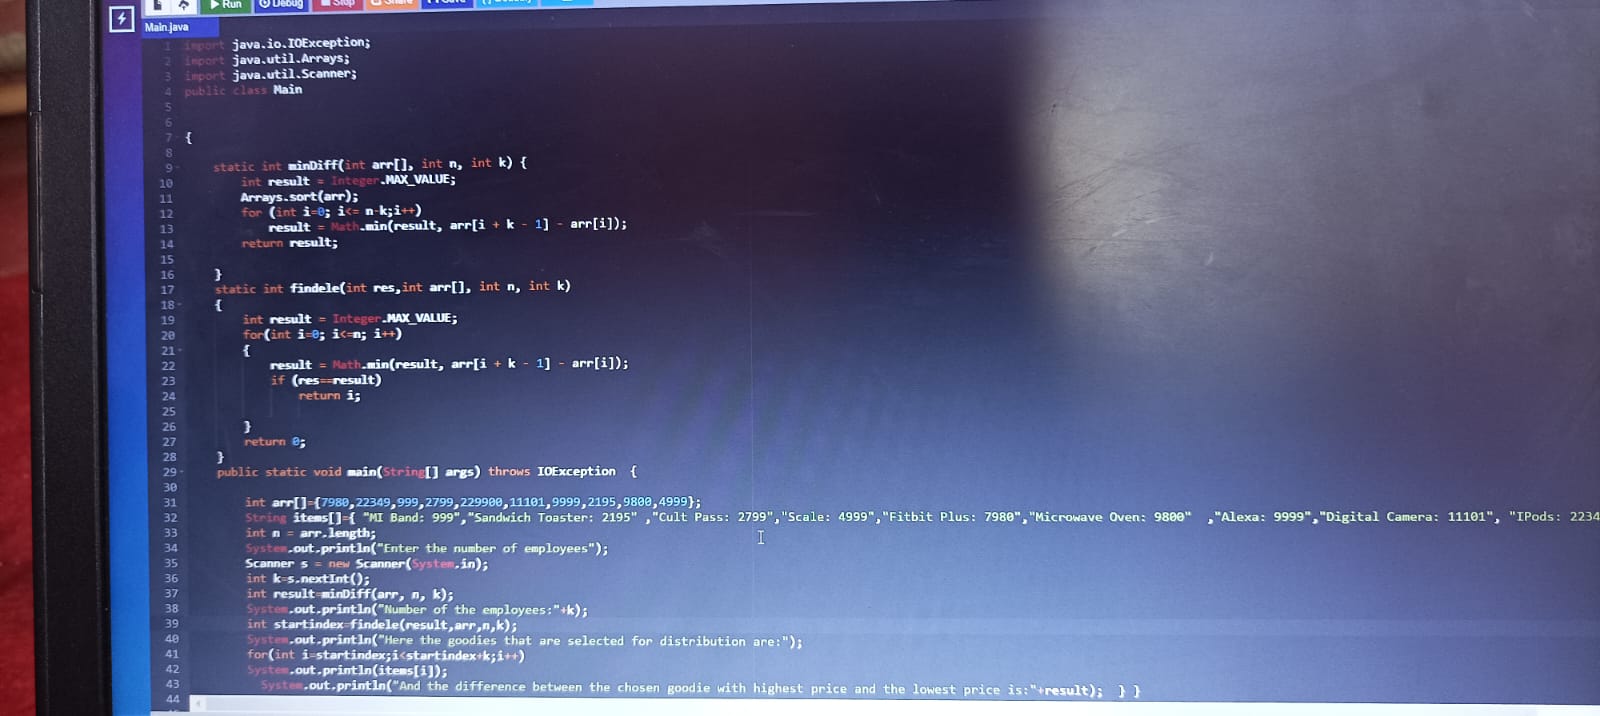 Run Debug Stop Share
Main.java
1 import java.io.IOException;
2 import java.util.Arrays;
3 import java.util.Scanner;
4 public class Main
5
6
7 {
8
9 static int minDiff(int arr[], int n, int k) {
10 int result = Integer.MAX_VALUE;
11 Arrays.sort(arr);
12 for (int i=0; i<= n-k;i++)
13 result = Math.min(result, arr[i + k - 1] - arr[i]);
14 return result;
15
16 }
17 static int findele(int res,int arr[], int n, int k)
18 {
19 int result = Integer.MAX_VALUE;
20 for(int i=0; i<=n; i++)
21 {
22 result = Math.min(result, arr[i + k - 1] - arr[i]);
23 if (res==result)
24 return i;
25
26 }
27 return 0;
28 }
29 public static void main(String[] args) throws IOException {
30
31 int arr[]={7980,22349,999,2799,229900,11101,9999,2195,9800,4999};
32 String items[]={ "MI Band: 999","Sandwich Toaster: 2195" ,"Cult Pass: 2799","Scale: 4999","Fitbit Plus: 7980","Microwave Oven: 9800" ,"Alexa: 9999","Digital Camera: 11101", "IPods: 2234
33 int n = arr.length;
34 System.out.println("Enter the number of employees");
35 Scanner s = new Scanner(System.in);
36 int k=s.nextInt();
37 int result=minDiff(arr, n, k);
38 System.out.println("Number of the employees:"+k);
39 int startindex=findele(result,arr,n,k);
40 System.out.println("Here the goodies that are selected for distribution are:");
41 for(int i=startindex;i<startindex+k;i++)
42 System.out.println(items[i]);
43 System.out.println("And the difference between the chosen goodie with highest price and the lowest price is:"+result); } }
44